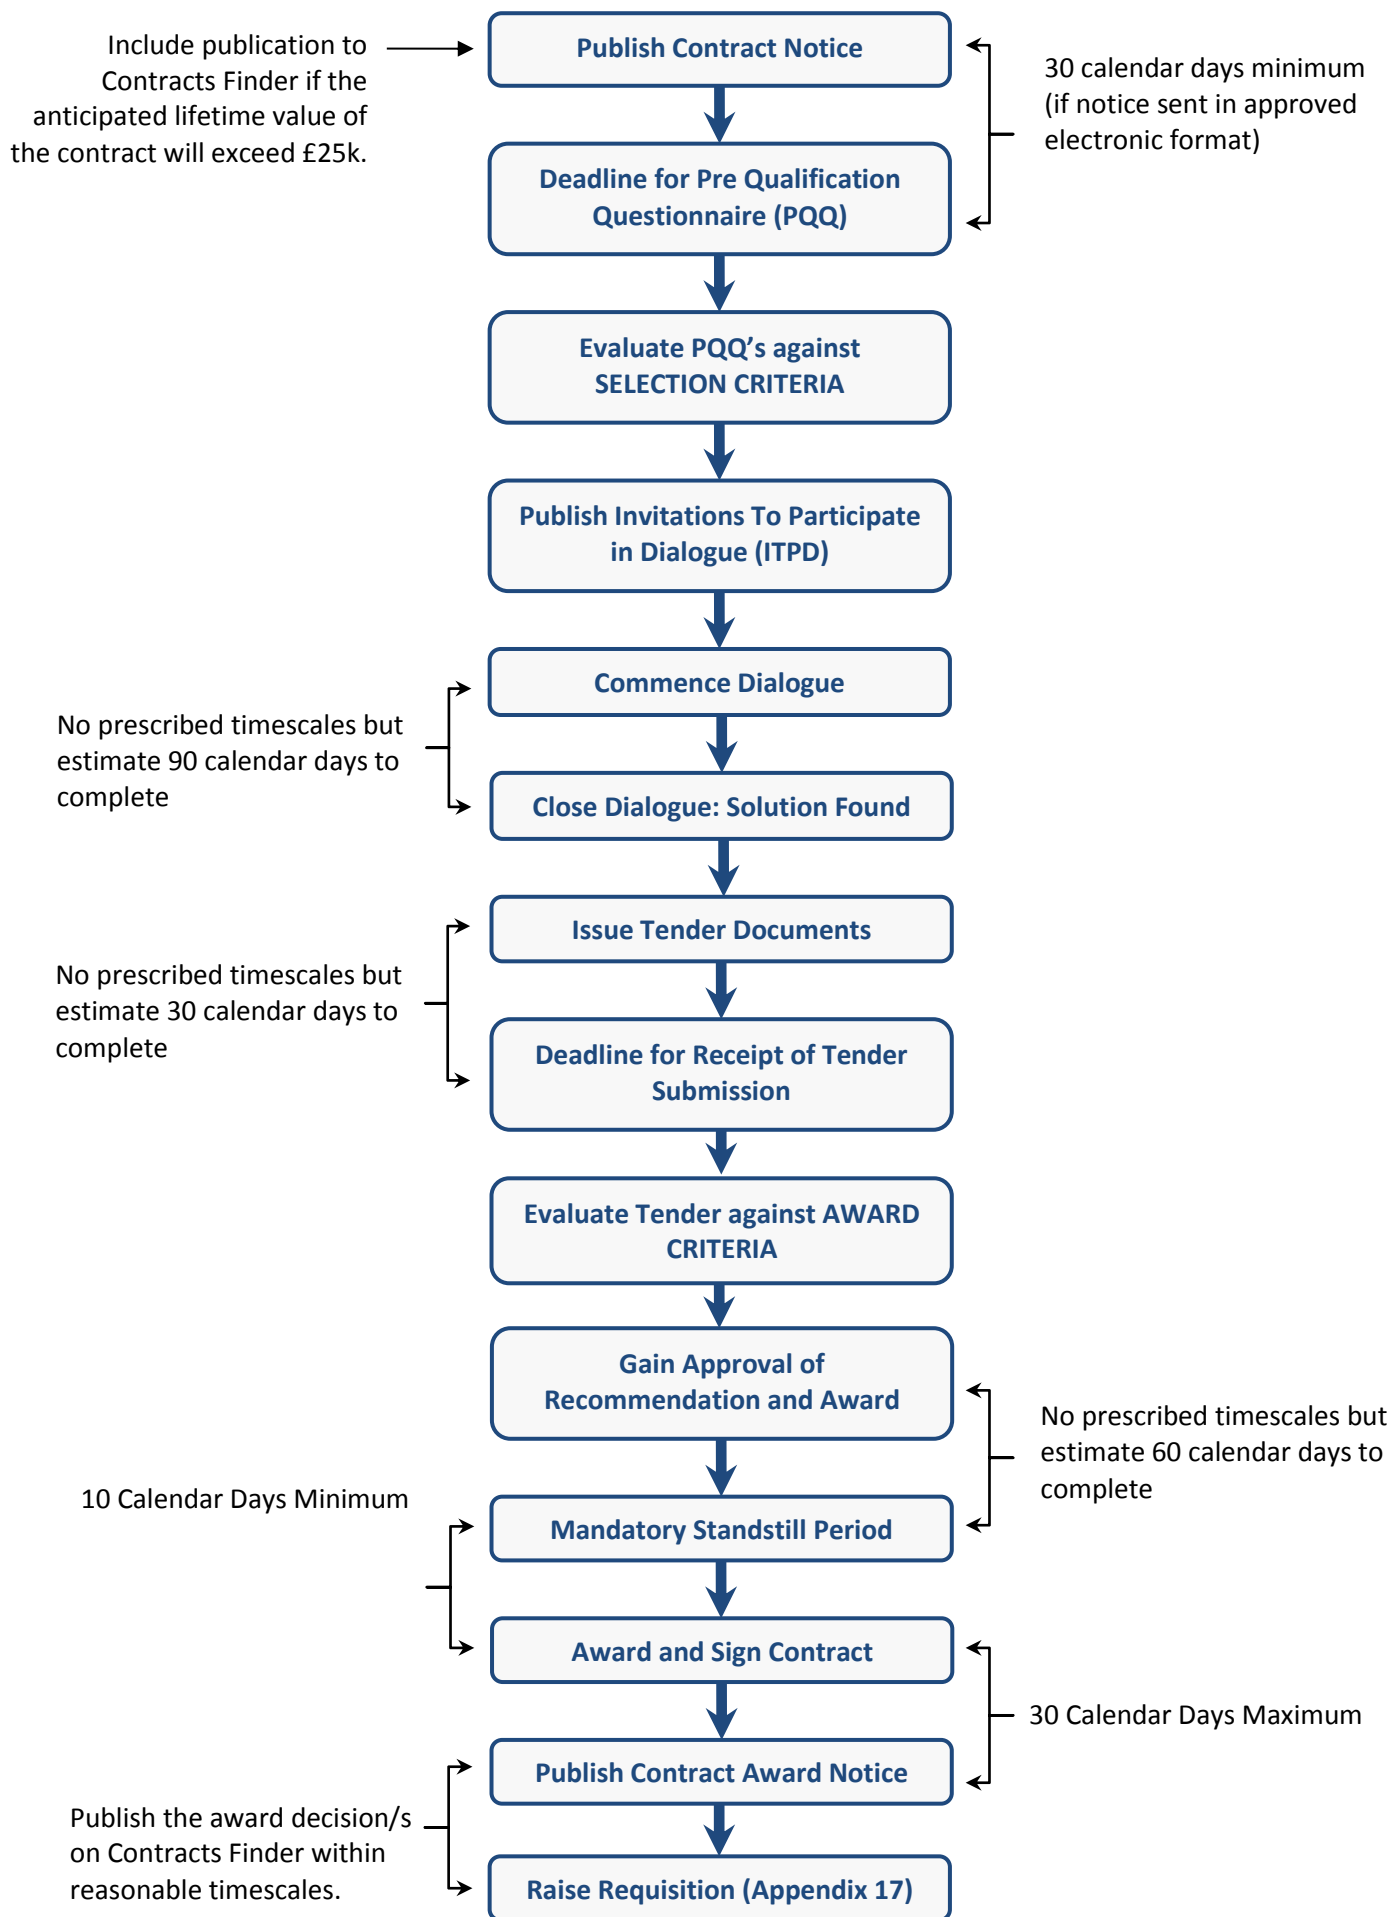 Include publication to
Contracts Finder if the
anticipated lifetime value of
the contract will exceed £25k.
Publish Contract Notice
30 calendar days minimum
(if notice sent in approved
electronic format)
Deadline for Pre Qualification
Questionnaire (PQQ)
Evaluate PQQ’s against
SELECTION CRITERIA
Publish Invitations To Participate
in Dialogue (ITPD)
Commence Dialogue
No prescribed timescales but
estimate 90 calendar days to
complete
Close Dialogue: Solution Found
Issue Tender Documents
No prescribed timescales but
estimate 30 calendar days to
complete
Deadline for Receipt of Tender
Submission
Evaluate Tender against AWARD
CRITERIA
Gain Approval of
Recommendation and Award
No prescribed timescales but
estimate 60 calendar days to
complete
10 Calendar Days Minimum
Mandatory Standstill Period
Award and Sign Contract
30 Calendar Days Maximum
Publish Contract Award Notice
Publish the award decision/s
on Contracts Finder within
reasonable timescales.
Raise Requisition (Appendix 17)